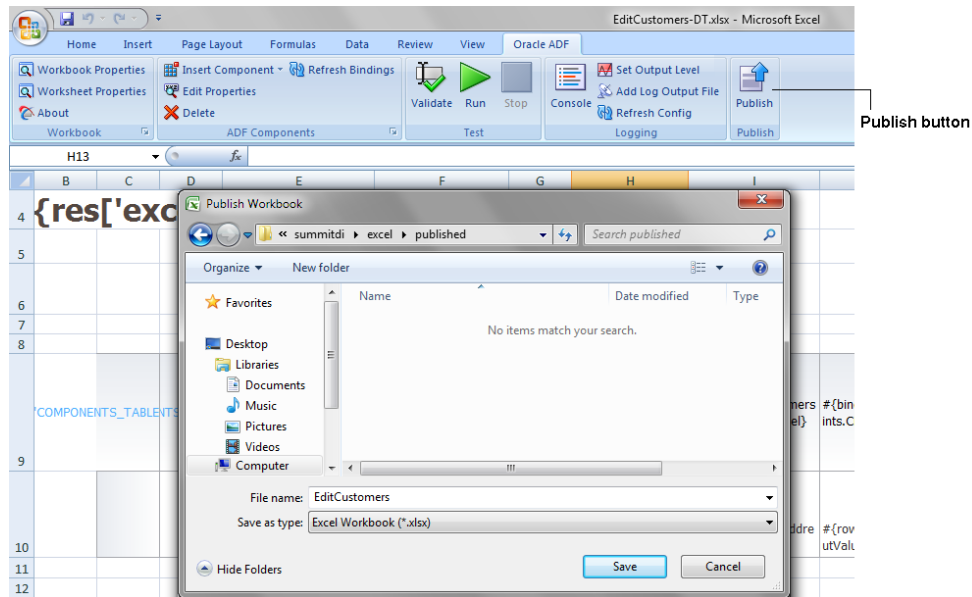 EditCustomers-DT.xlsx - Microsoft Excel
Home Insert Page Layout Formulas Data Review View Oracle ADF
Workbook Properties Insert Component Refresh Bindings Set Output Level
Worksheet Properties Edit Properties Add Log Output File
About Delete Validate Run Stop Console Refresh Config Publish
Workbook ADF Components Test Logging Publish
Publish button
H13 fx
B C D E F G H I
4 {res['exc
Publish Workbook
« summitdi excel published Search published
5
Organize New folder
6
Favorites Name Date modified Type
7
No items match your search.
8
Desktop
Libraries
Documents
Music
Pictures
Videos
Computer
'COMPONENTS_TABLE
mers #{bin
el} ints.C
9
File name: EditCustomers
Save as type: Excel Workbook (*.xlsx)
ddre #{row
utValu
10
Hide Folders Save Cancel
11
12